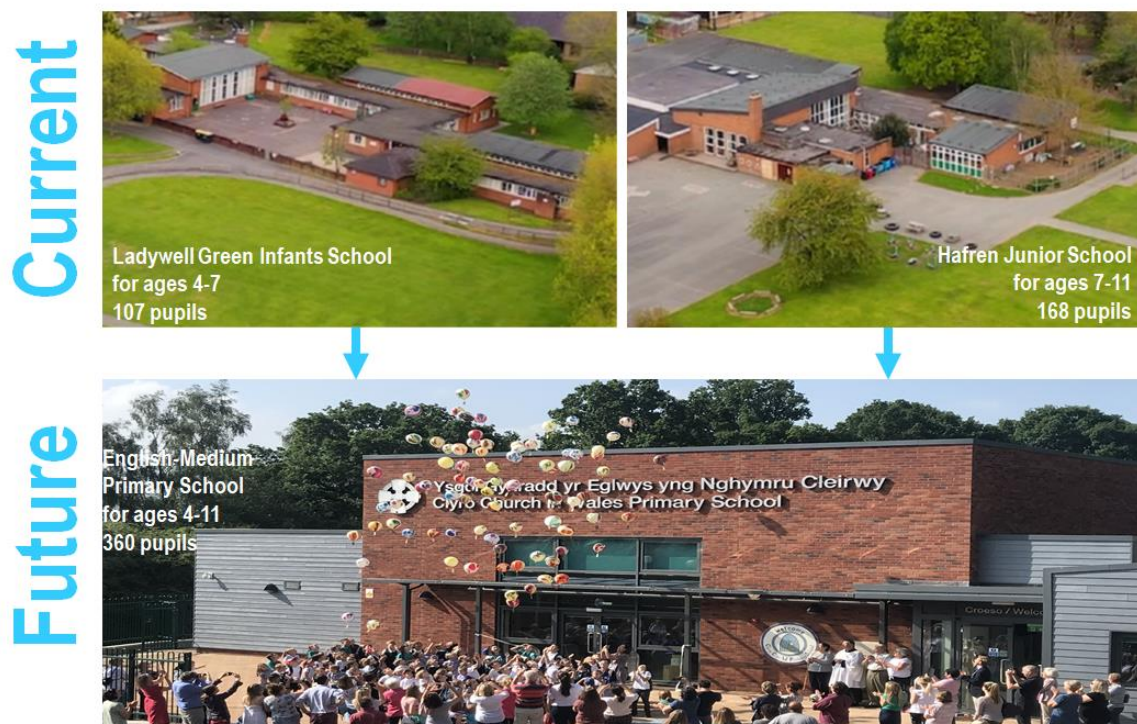 Current
Ladywell Green Infants School
for ages 4-7
107 pupils
Hafren Junior School
for ages 7-11
168 pupils
Future
English-Medium
Primary School
for ages 4-11
360 pupils
yr Eglwys yng Nghymru Cleirwy
Clyro Church in Wales Primary School
Croeso / Welcome